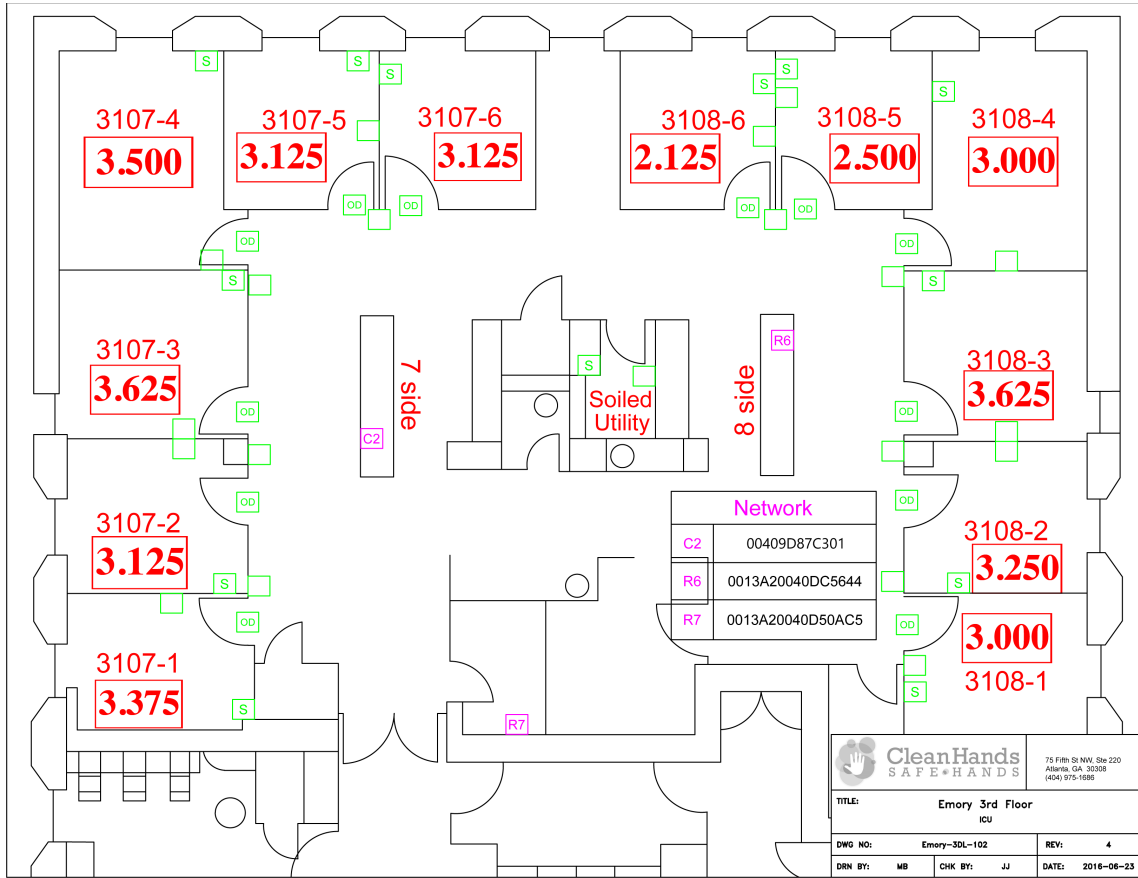 S
S
S
S
S
3107-4
3107-5
3107-6
3108-6
3108-5
3108-4
S
3.500
3.125
3.125
2.125
2.500
3.000
OD
OD
OD
OD
OD
OD
S
S
3107-3
3.625
7 side
C2
S
Soiled
Utility
8 side
R6
3108-3
3.625
OD
OD
OD
OD
3107-2
3.125
S
3108-2
3.250
S
Network
C2 00409D87C301
R6 0013A20040DC5644
R7 0013A20040D50AC5
OD
OD
3107-1
3.375
S
R7
3.000
3108-1
S
CleanHands
SAFE HANDS
75 Fifth St NW, Ste 220
Atlanta, GA 30308
(404) 975-1686
TITLE: Emory 3rd Floor
ICU
DWG NO: Emory-3DL-102 REV: 4
DRN BY: MB CHK BY: JJ DATE: 2016-06-23